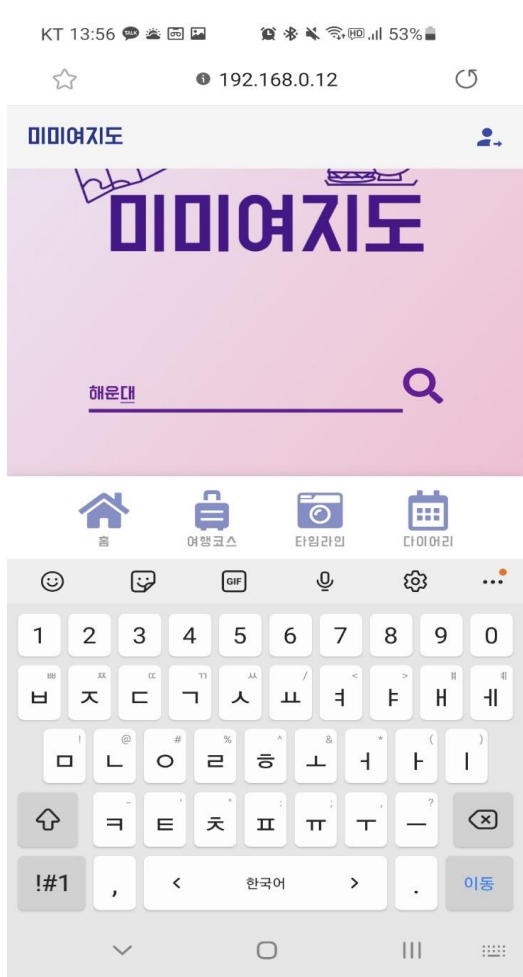 KT 13:56 TALK HD 53%
192.168.0.12
미미여지도
미미여지도
해운대
홈 여행코스 타임라인 다이어리
GIF
1 2 3 4 5 6 7 8 9 0
ㅃ ㅉ ㄸ ㄲ ㅆ / < > ㅒ ㅖ
ㅂ ㅈ ㄷ ㄱ ㅅ ㅛ ㅕ ㅑ ㅐ ㅔ
! @ # % ^ & * ( )
ㅁ ㄴ ㅇ ㄹ ㅎ ㅗ ㅓ ㅏ ㅣ
- ' " : ; , ?
ㅋ ㅌ ㅊ ㅍ ㅠ ㅜ ㅡ
!#1 , < 한국어 > . 이동